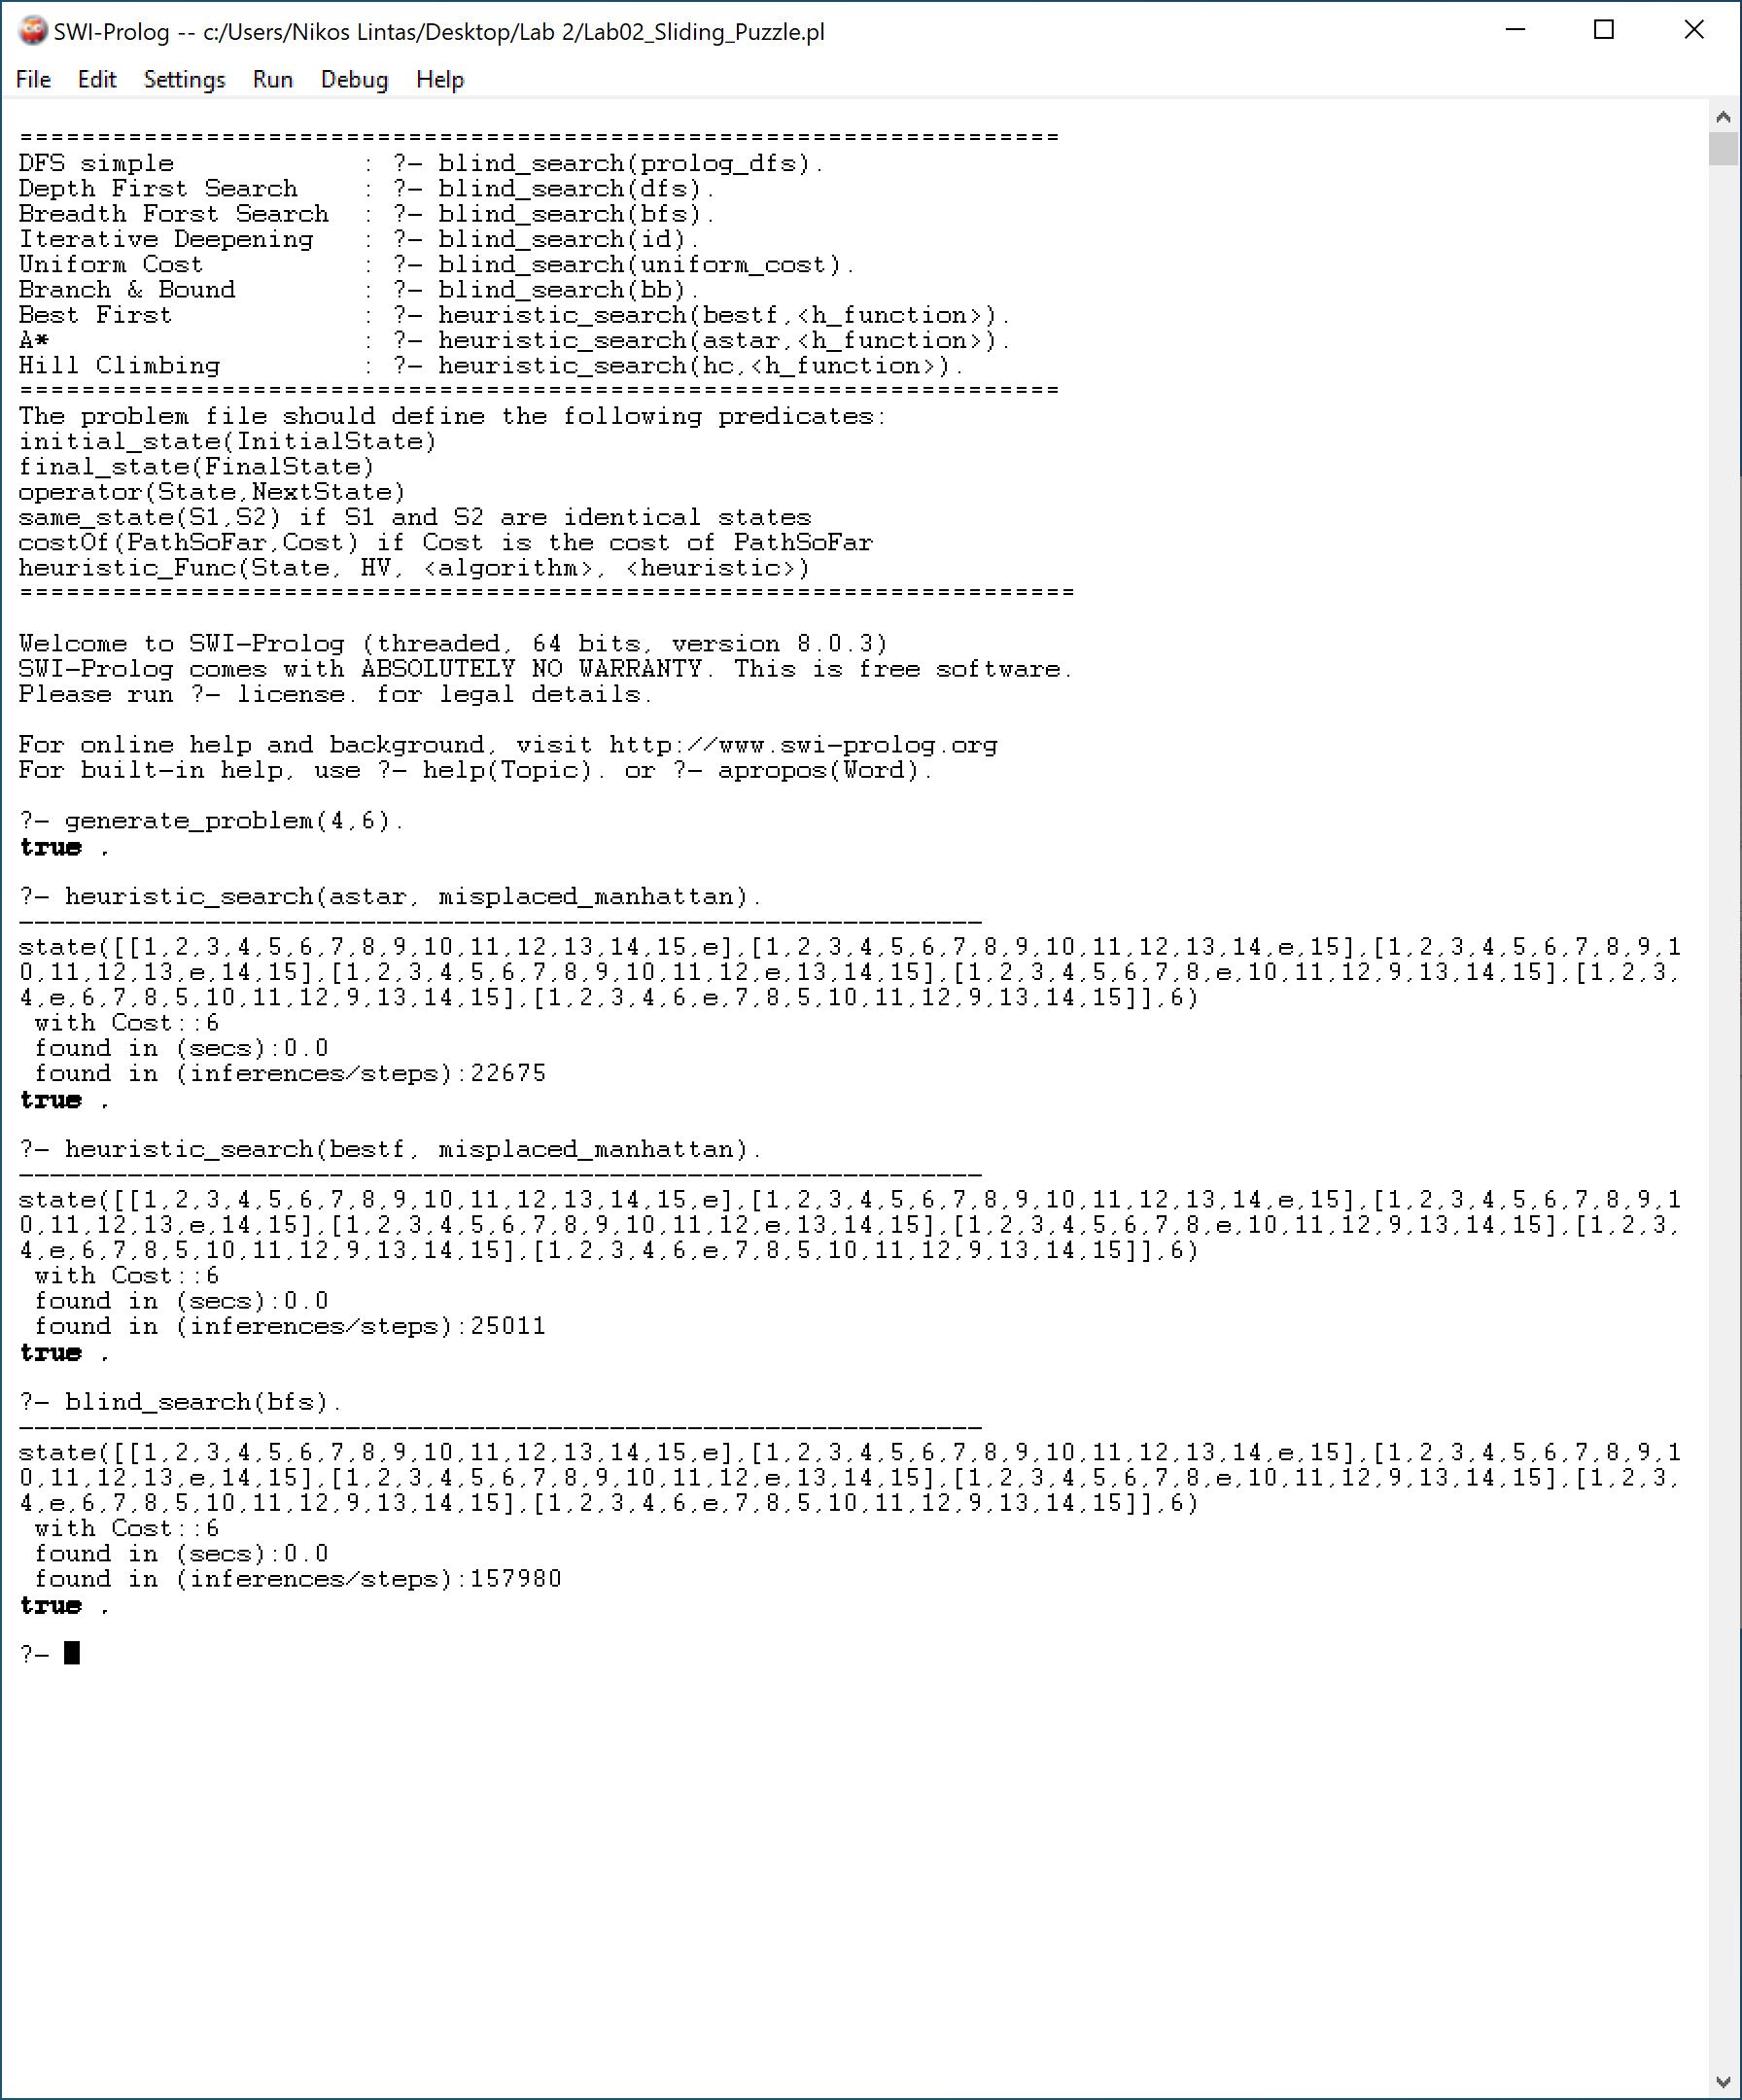 SWI-Prolog -- c:/Users/Nikos Lintas/Desktop/Lab 2/Lab02_Sliding_Puzzle.pl
File Edit Settings Run Debug Help
===================================================================
DFS simple : ?- blind_search(prolog_dfs).
Depth First Search : ?- blind_search(dfs).
Breadth Forst Search : ?- blind_search(bfs).
Iterative Deepening : ?- blind_search(id).
Uniform Cost : ?- blind_search(uniform_cost).
Branch & Bound : ?- blind_search(bb).
Best First : ?- heuristic_search(bestf,<h_function>).
A* : ?- heuristic_search(astar,<h_function>).
Hill Climbing : ?- heuristic_search(hc,<h_function>).
===================================================================
The problem file should define the following predicates:
initial_state(InitialState)
final_state(FinalState)
operator(State,NextState)
same_state(S1,S2) if S1 and S2 are identical states
costOf(PathSoFar,Cost) if Cost is the cost of PathSoFar
heuristic_Func(State, HV, <algorithm>, <heuristic>)
====================================================================
Welcome to SWI-Prolog (threaded, 64 bits, version 8.0.3)
SWI-Prolog comes with ABSOLUTELY NO WARRANTY. This is free software.
Please run ?- license. for legal details.
For online help and background, visit http://www.swi-prolog.org
For built-in help, use ?- help(Topic). or ?- apropos(Word).
?- generate_problem(4,6).
true .
?- heuristic_search(astar, misplaced_manhattan).
--------------------------------------------------------------
state([[1,2,3,4,5,6,7,8,9,10,11,12,13,14,15,e],[1,2,3,4,5,6,7,8,9,10,11,12,13,14,e,15],[1,2,3,4,5,6,7,8,9,1
0,11,12,13,e,14,15],[1,2,3,4,5,6,7,8,9,10,11,12,e,13,14,15],[1,2,3,4,5,6,7,8,e,10,11,12,9,13,14,15],[1,2,3,
4,e,6,7,8,5,10,11,12,9,13,14,15],[1,2,3,4,6,e,7,8,5,10,11,12,9,13,14,15]],6)
with Cost::6
found in (secs):0.0
found in (inferences/steps):22675
true .
?- heuristic_search(bestf, misplaced_manhattan).
--------------------------------------------------------------
state([[1,2,3,4,5,6,7,8,9,10,11,12,13,14,15,e],[1,2,3,4,5,6,7,8,9,10,11,12,13,14,e,15],[1,2,3,4,5,6,7,8,9,1
0,11,12,13,e,14,15],[1,2,3,4,5,6,7,8,9,10,11,12,e,13,14,15],[1,2,3,4,5,6,7,8,e,10,11,12,9,13,14,15],[1,2,3,
4,e,6,7,8,5,10,11,12,9,13,14,15],[1,2,3,4,6,e,7,8,5,10,11,12,9,13,14,15]],6)
with Cost::6
found in (secs):0.0
found in (inferences/steps):25011
true .
?- blind_search(bfs).
--------------------------------------------------------------
state([[1,2,3,4,5,6,7,8,9,10,11,12,13,14,15,e],[1,2,3,4,5,6,7,8,9,10,11,12,13,14,e,15],[1,2,3,4,5,6,7,8,9,1
0,11,12,13,e,14,15],[1,2,3,4,5,6,7,8,9,10,11,12,e,13,14,15],[1,2,3,4,5,6,7,8,e,10,11,12,9,13,14,15],[1,2,3,
4,e,6,7,8,5,10,11,12,9,13,14,15],[1,2,3,4,6,e,7,8,5,10,11,12,9,13,14,15]],6)
with Cost::6
found in (secs):0.0
found in (inferences/steps):157980
true .
?-